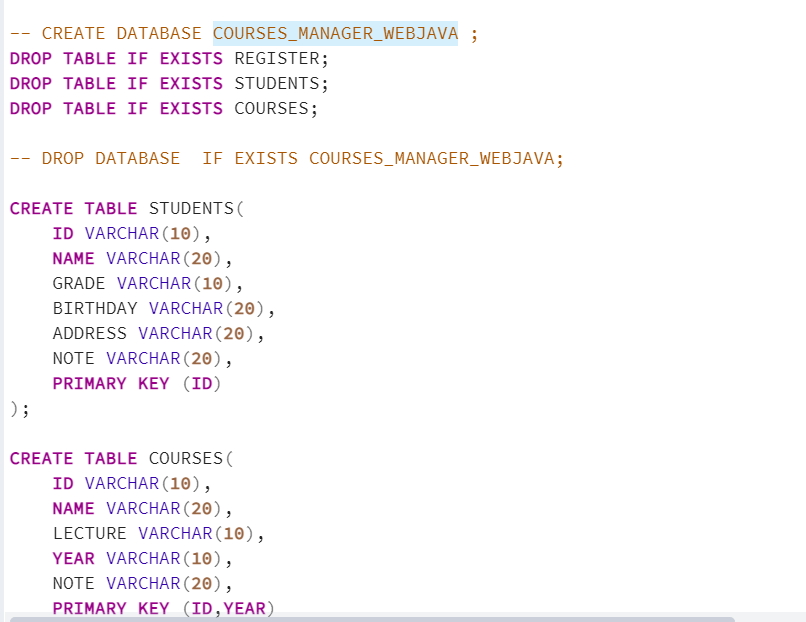 -- CREATE DATABASE COURSES_MANAGER_WEBJAVA ;
DROP TABLE IF EXISTS REGISTER;
DROP TABLE IF EXISTS STUDENTS;
DROP TABLE IF EXISTS COURSES;
-- DROP DATABASE  IF EXISTS COURSES_MANAGER_WEBJAVA;
CREATE TABLE STUDENTS(
    ID VARCHAR(10),
    NAME VARCHAR(20),
    GRADE VARCHAR(10),
    BIRTHDAY VARCHAR(20),
    ADDRESS VARCHAR(20),
    NOTE VARCHAR(20),
    PRIMARY KEY (ID)
);
CREATE TABLE COURSES(
    ID VARCHAR(10),
    NAME VARCHAR(20),
    LECTURE VARCHAR(10),
    YEAR VARCHAR(10),
    NOTE VARCHAR(20),
    PRIMARY KEY (ID,YEAR)